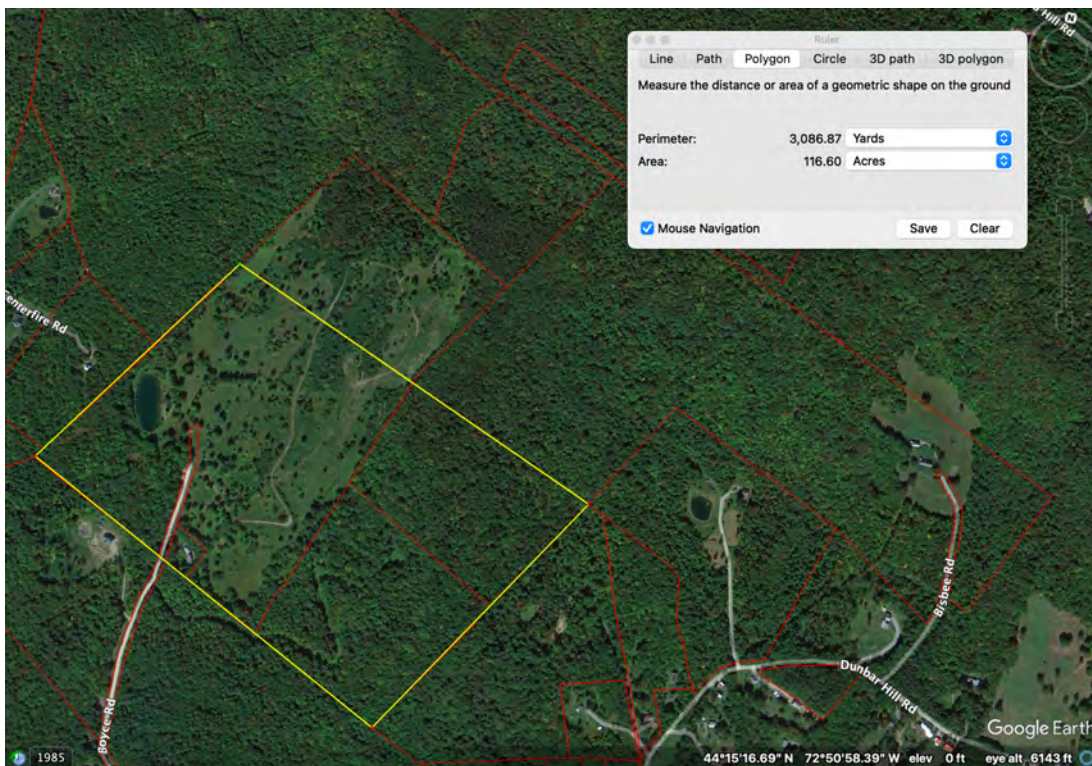 Hill Rd
N
Ruler
Line Path Polygon Circle 3D path 3D polygon
Measure the distance or area of a geometric shape on the ground
Perimeter: 3,086.87 Yards
Area: 116.60 Acres
Mouse Navigation Save Clear
Centerfire Rd
Boyce Rd
Bisbee Rd
Dunbar Hill Rd
Google Earth
1985 44°15'16.69" N 72°50'58.39" W elev 0 ft eye alt 6143 ft